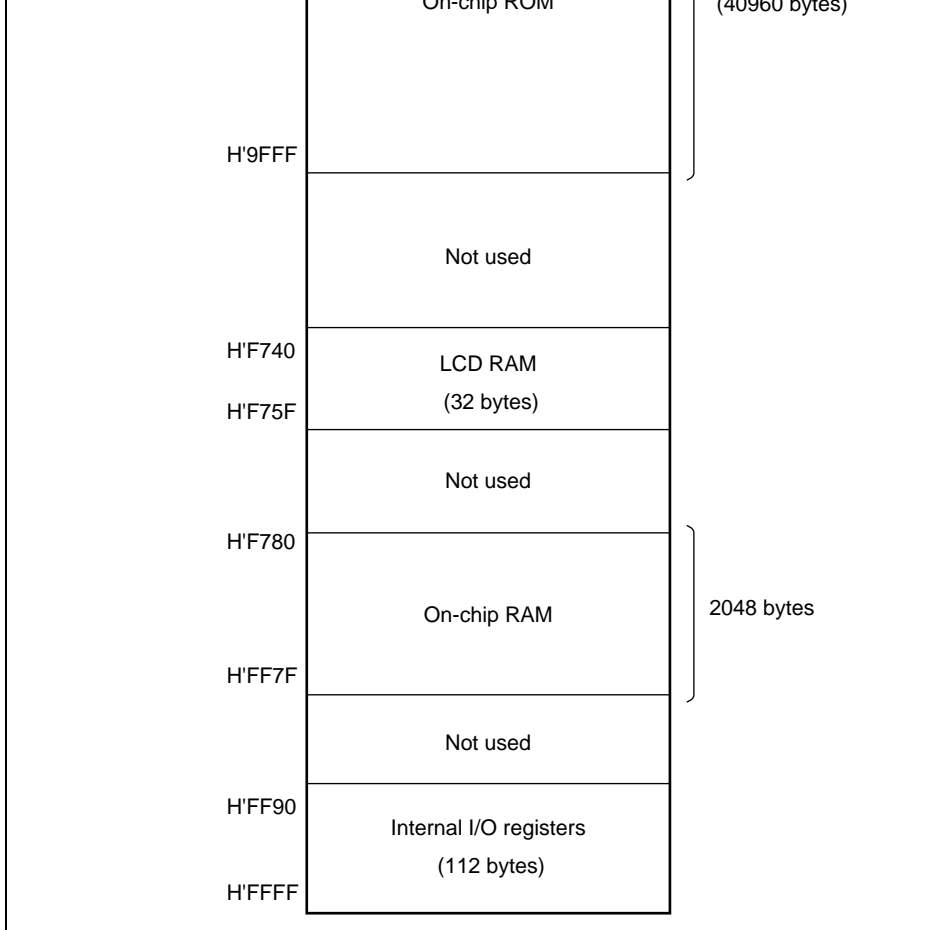 On-chip ROM
(40960 bytes)
H'9FFF
Not used
H'F740
LCD RAM
(32 bytes)
H'F75F
Not used
H'F780
On-chip RAM
2048 bytes
H'FF7F
Not used
H'FF90
Internal I/O registers
(112 bytes)
H'FFFF